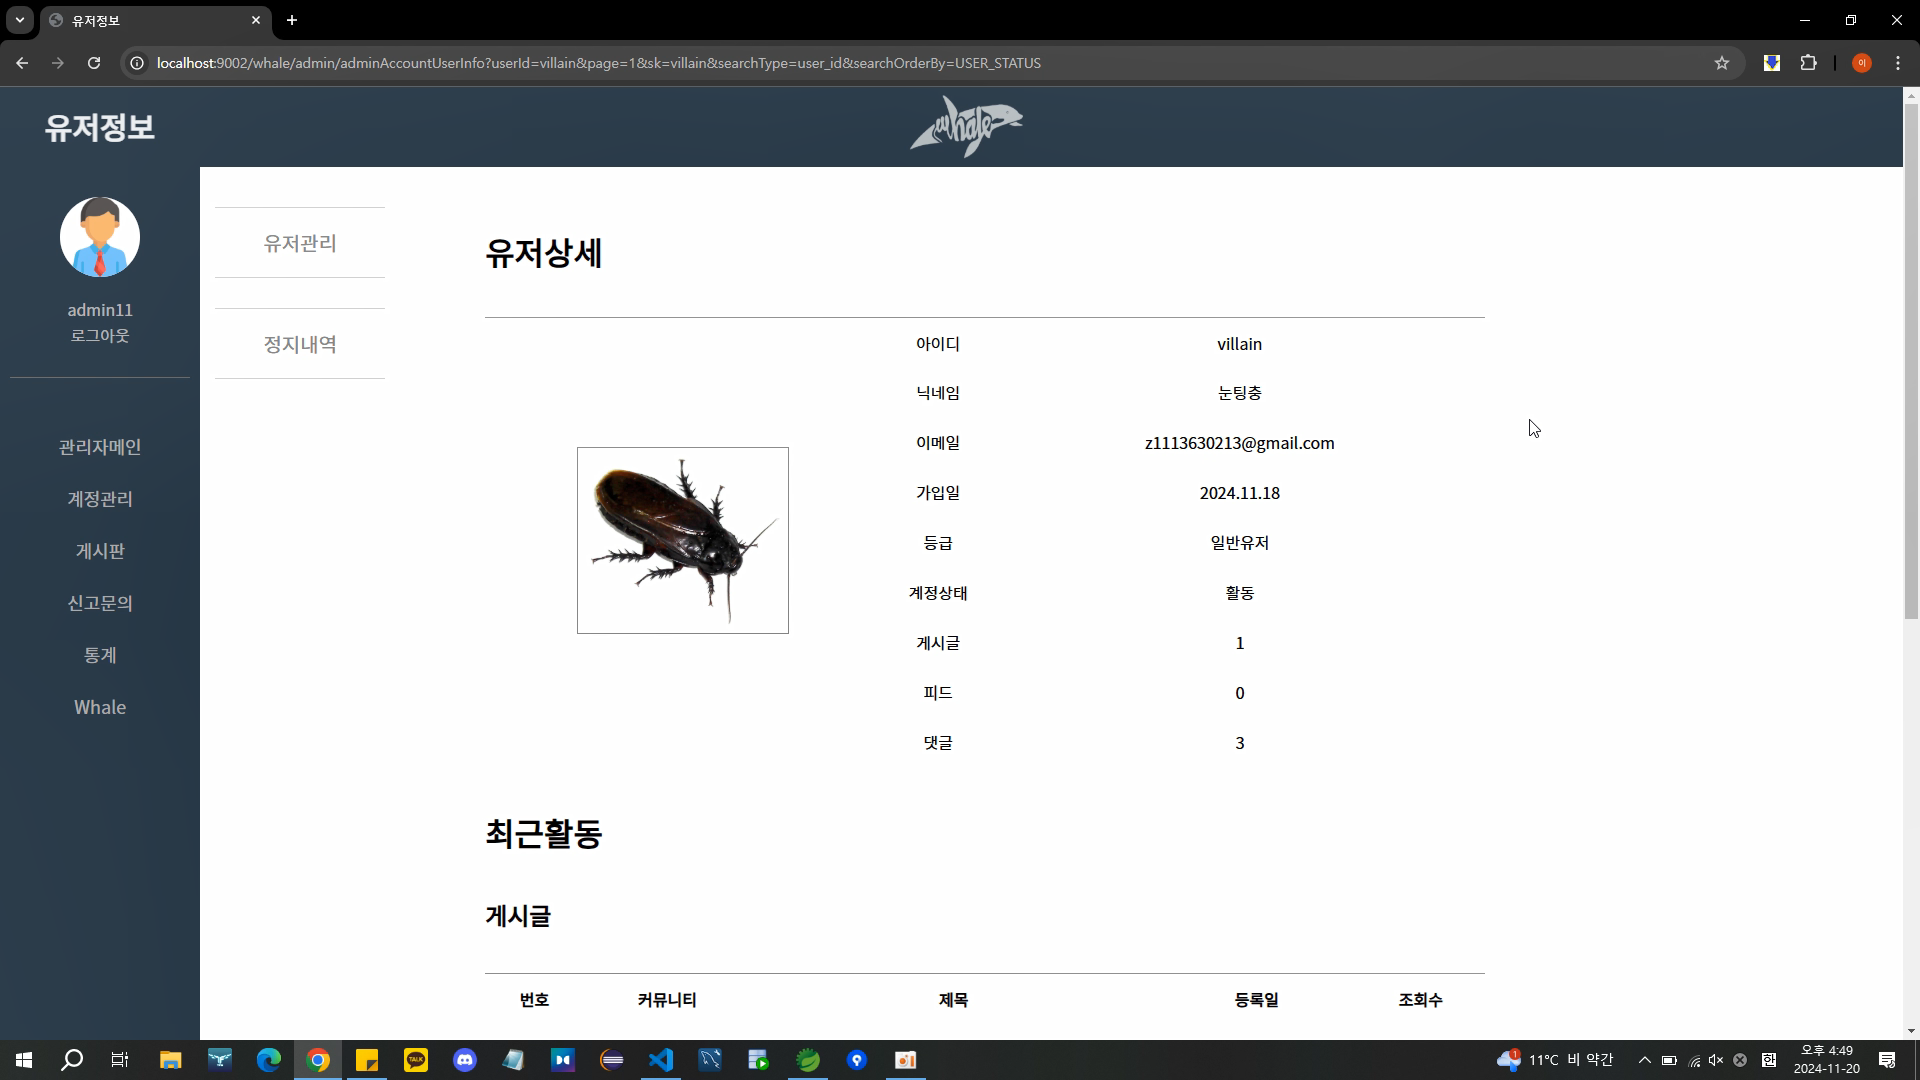 유저정보
localhost:9002/whale/admin/adminAccountUserInfo?userId=villain&page=1&sk=villain&searchType=user_id&searchOrderBy=USER_STATUS
이
유저정보
whale
admin11
로그아웃
관리자메인
계정관리
게시판
신고문의
통계
Whale
유저관리
정지내역
유저상세
아이디 villain
닉네임 눈팅충
이메일 z1113630213@gmail.com
가입일 2024.11.18
등급 일반유저
계정상태 활동
게시글 1
피드 0
댓글 3
최근활동
게시글
번호 커뮤니티 제목 등록일 조회수
TALK
1
11°C 비 약간
한
오후 4:49
2024-11-20